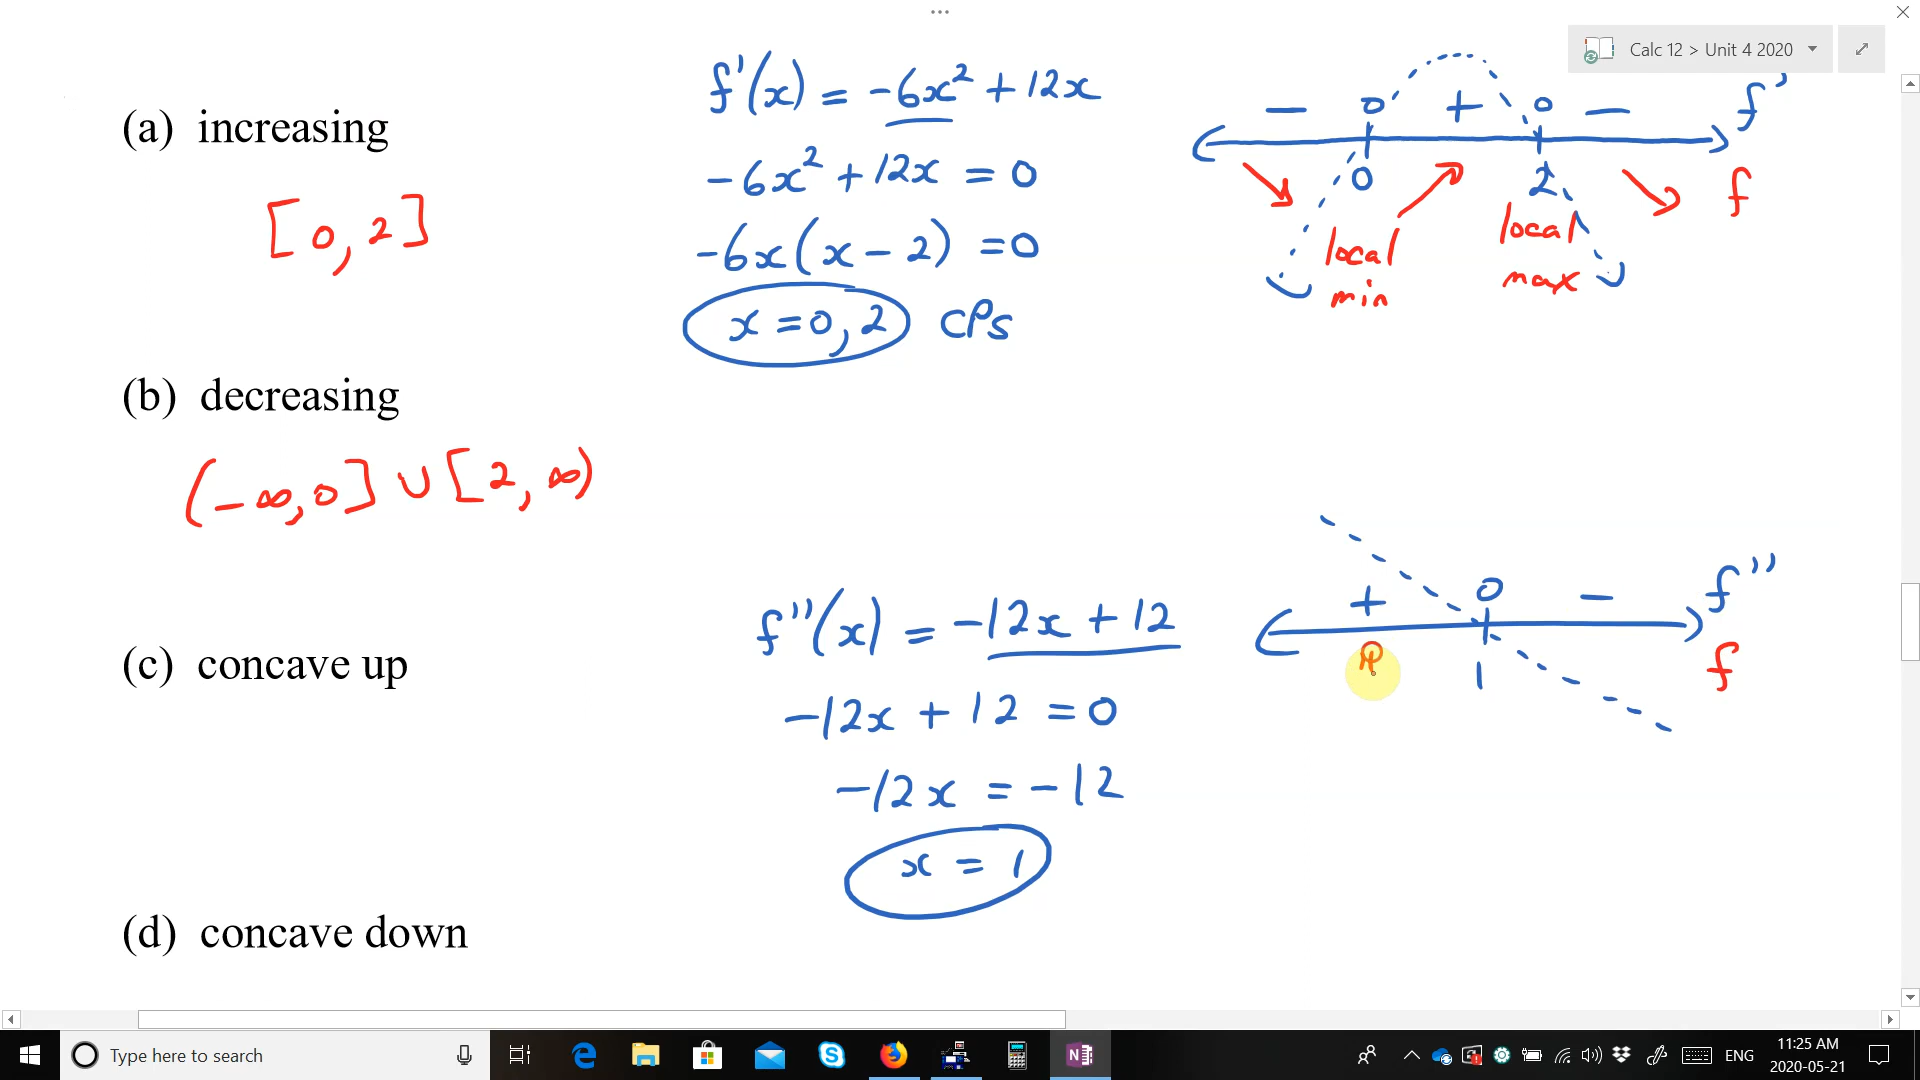 Calc 12 > Unit 4 2020
(a) increasing
[0, 2]
f'(x) = -6x² + 12x
-6x² + 12x = 0
-6x(x - 2) = 0
x = 0, 2 CPs
− 0 + 0 − f'
0 2 f
local min
local max
(b) decreasing
(-∞, 0] ∪ [2, ∞)
(c) concave up
f''(x) = -12x + 12
-12x + 12 = 0
-12x = -12
x = 1
+ 0 − f''
1 f
(d) concave down
Type here to search
ENG
11:25 AM
2020-05-21